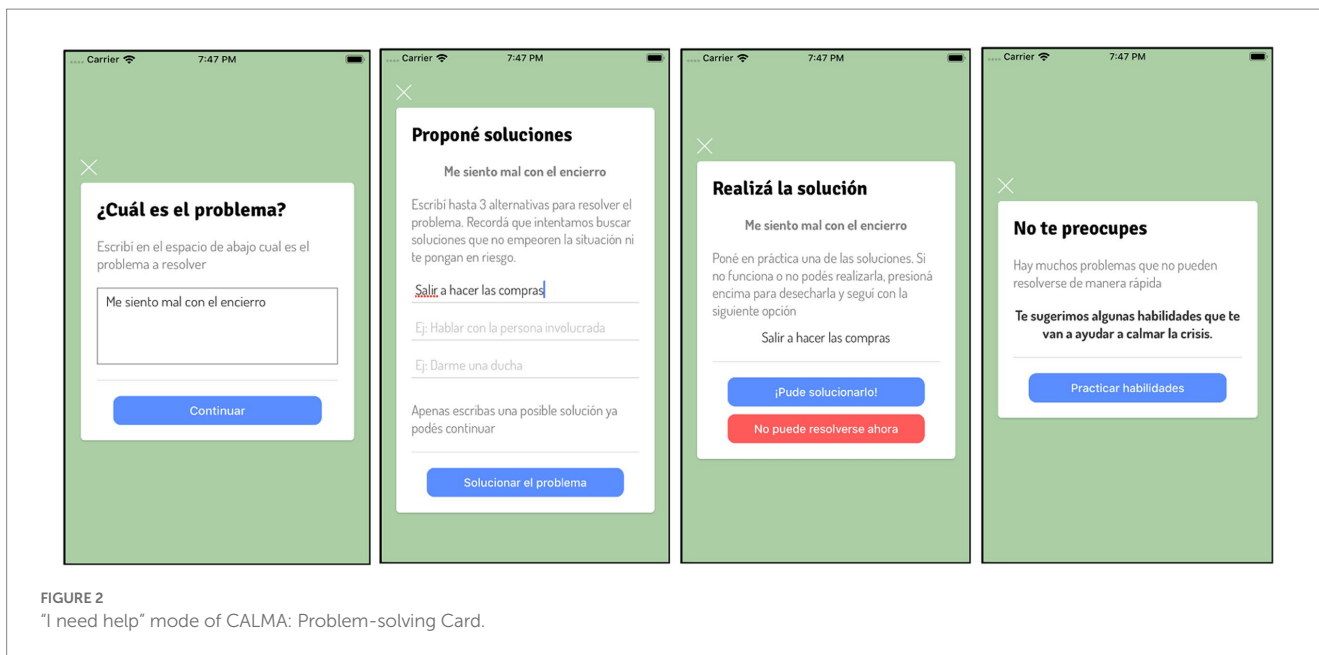 Carrier 7:47 PM
¿Cuál es el problema?
Escribí en el espacio de abajo cual es el
problema a resolver
Me siento mal con el encierro
Continuar
Carrier 7:47 PM
Proponé soluciones
Me siento mal con el encierro
Escribí hasta 3 alternativas para resolver el
problema. Recordá que intentamos buscar
soluciones que no empeoren la situación ni
te pongan en riesgo.
Salir a hacer las compras
Ej: Hablar con la persona involucrada
Ej: Darme una ducha
Apenas escribas una posible solución ya
podés continuar
Solucionar el problema
Carrier 7:47 PM
Realizá la solución
Me siento mal con el encierro
Poné en práctica una de las soluciones. Si
no funciona o no podés realizarla, presioná
encima para desecharla y seguí con la
siguiente opción
Salir a hacer las compras
¡Pude solucionarlo!
No puede resolverse ahora
Carrier 7:47 PM
No te preocupes
Hay muchos problemas que no pueden
resolverse de manera rápida
Te sugerimos algunas habilidades que te
van a ayudar a calmar la crisis.
Practicar habilidades
FIGURE 2
"I need help" mode of CALMA: Problem-solving Card.